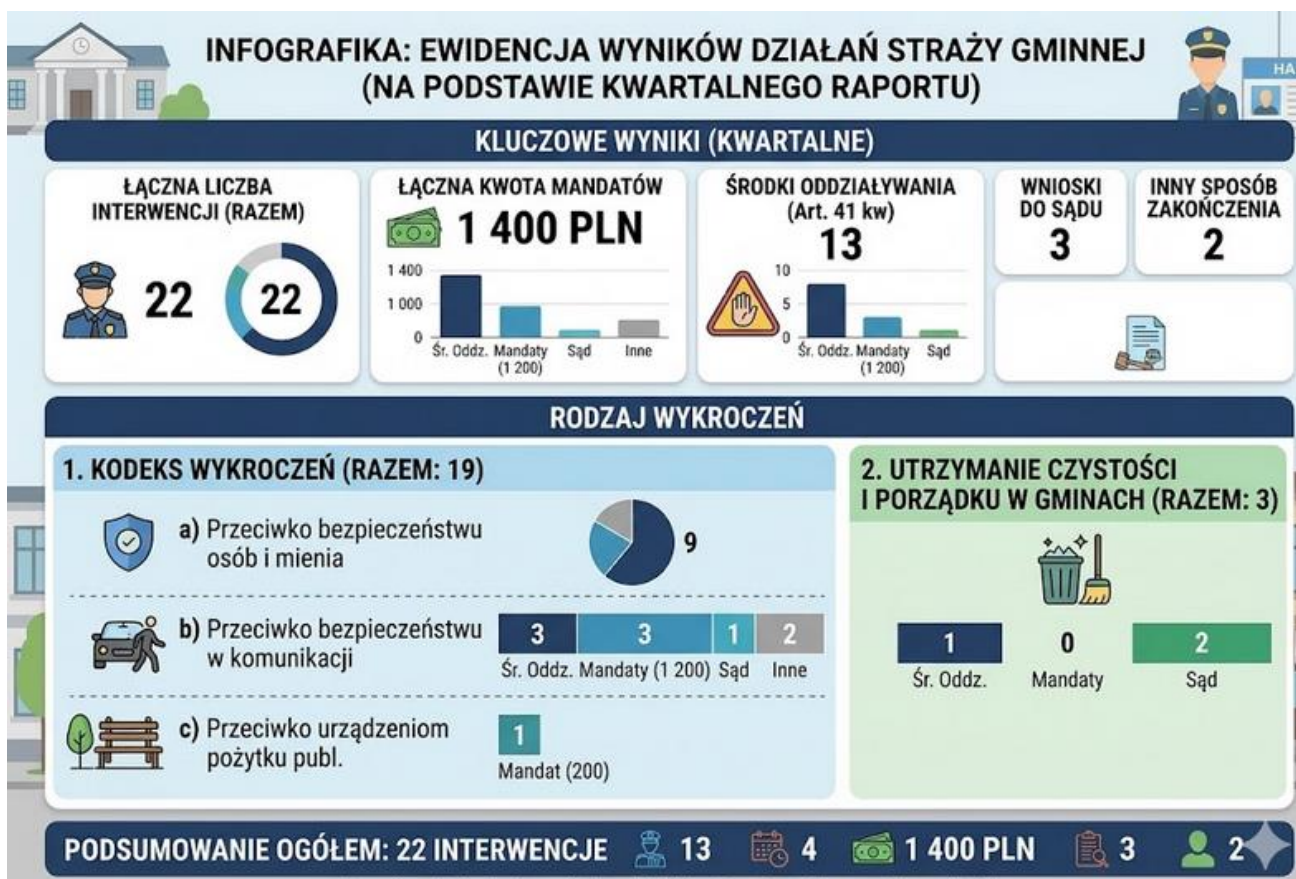 INFOGRAFIKA: EWIDENCJA WYNIKÓW DZIAŁAŃ STRAŻY GMINNEJ
(NA PODSTAWIE KWARTALNEGO RAPORTU)
HA
KLUCZOWE WYNIKI (KWARTALNE)
ŁĄCZNA LICZBA
INTERWENCJI (RAZEM)
22
22
ŁĄCZNA KWOTA MANDATÓW
1 400 PLN
1 400
1 000
0
Śr. Oddz. Mandaty Sąd Inne
(1 200)
ŚRODKI ODDZIAŁYWANIA
(Art. 41 kw)
13
10
5
0
Śr. Oddz. Mandaty Sąd
(1 200)
WNIOSKI
DO SĄDU
3
INNY SPOSÓB
ZAKOŃCZENIA
2
RODZAJ WYKROCZEŃ
1. KODEKS WYKROCZEŃ (RAZEM: 19)
a) Przeciwko bezpieczeństwu
osób i mienia
9
b) Przeciwko bezpieczeństwu
w komunikacji
3 3 1 2
Śr. Oddz. Mandaty (1 200) Sąd Inne
c) Przeciwko urządzeniom
pożytku publ.
1
Mandat (200)
2. UTRZYMANIE CZYSTOŚCI
I PORZĄDKU W GMINACH (RAZEM: 3)
1 0 2
Śr. Oddz. Mandaty Sąd
PODSUMOWANIE OGÓŁEM: 22 INTERWENCJE 13 4 1 400 PLN 3 2